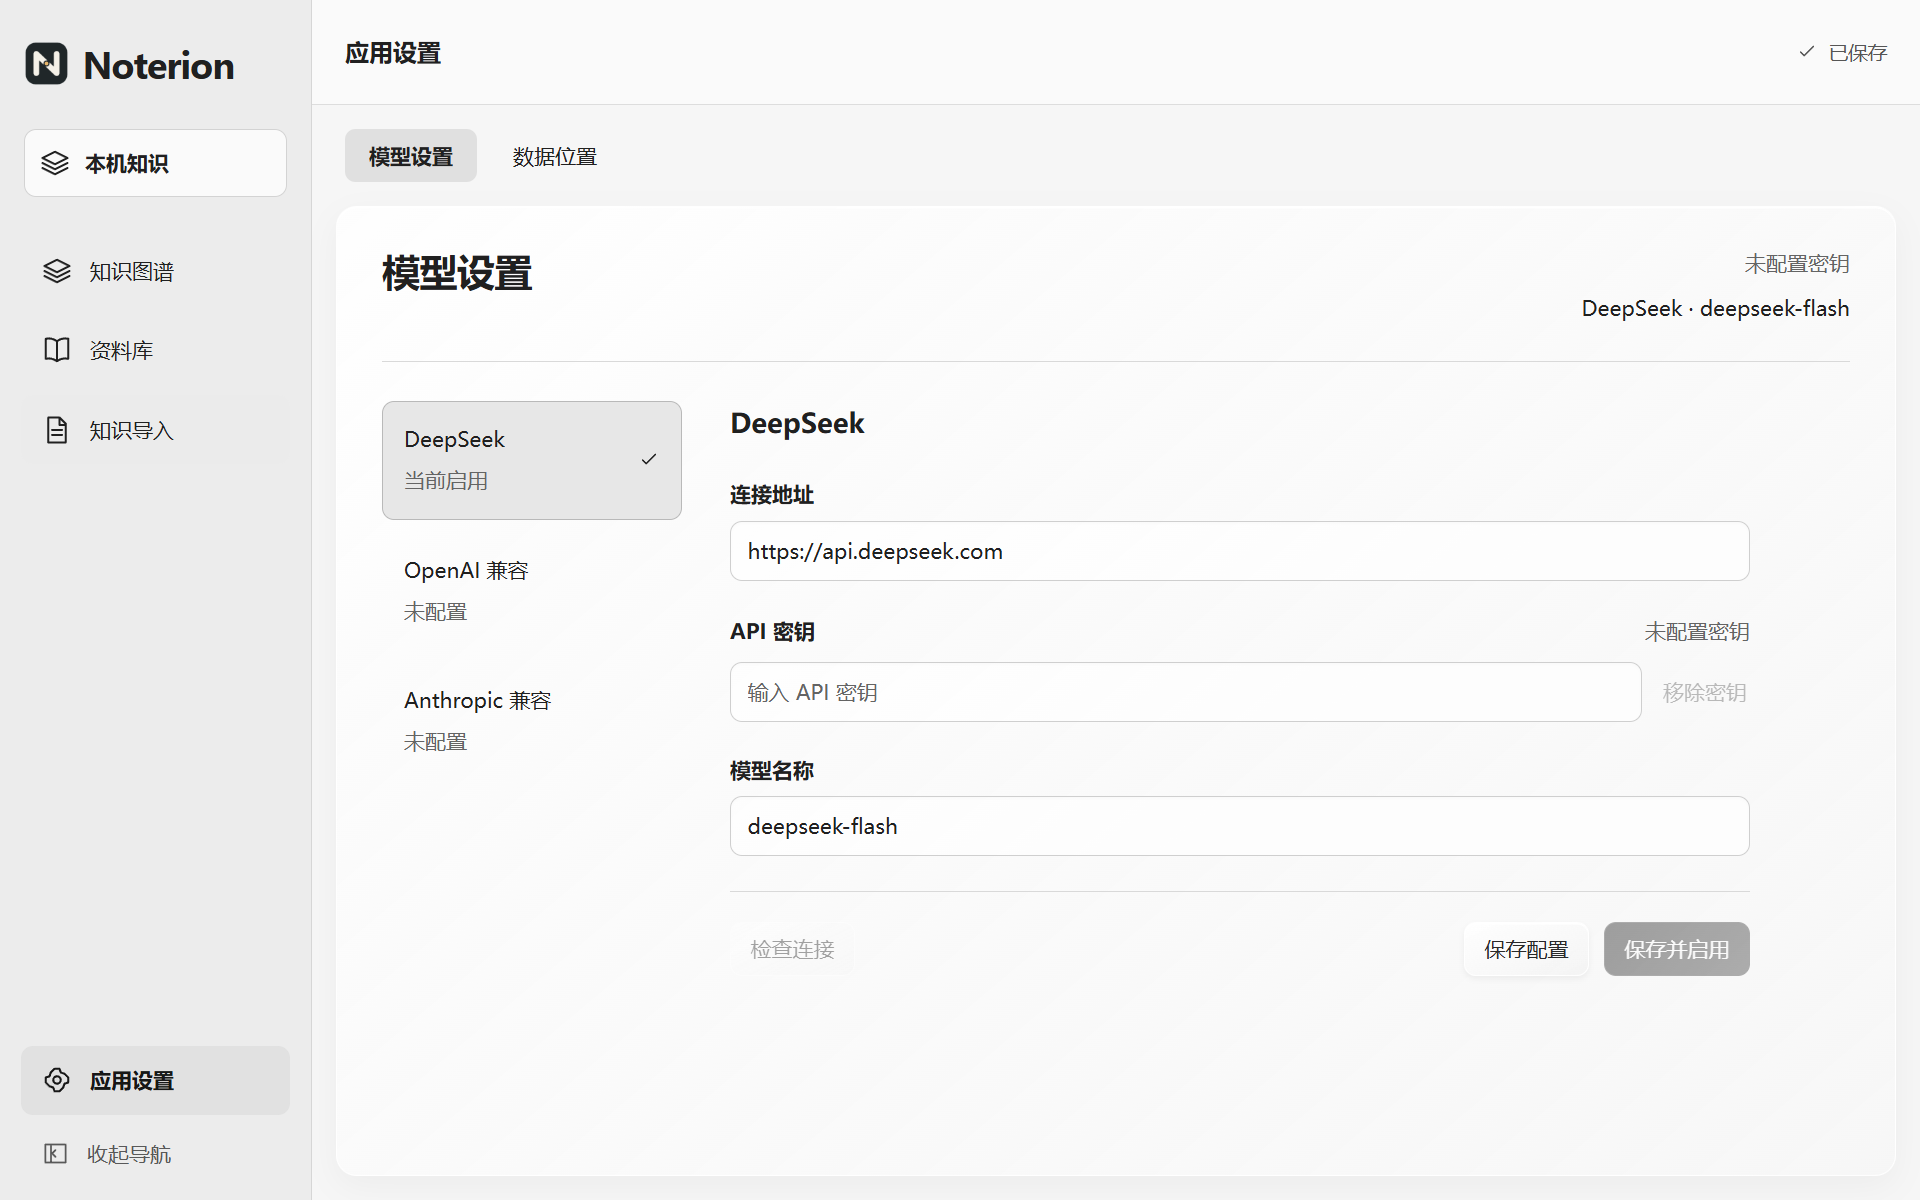 Noterion
本机知识
知识图谱
资料库
知识导入
应用设置
收起导航
应用设置
已保存
模型设置
数据位置
模型设置
未配置密钥
DeepSeek · deepseek-flash
DeepSeek
当前启用
OpenAI 兼容
未配置
Anthropic 兼容
未配置
DeepSeek
连接地址
https://api.deepseek.com
API 密钥
未配置密钥
输入 API 密钥
移除密钥
模型名称
deepseek-flash
检查连接
保存配置
保存并启用